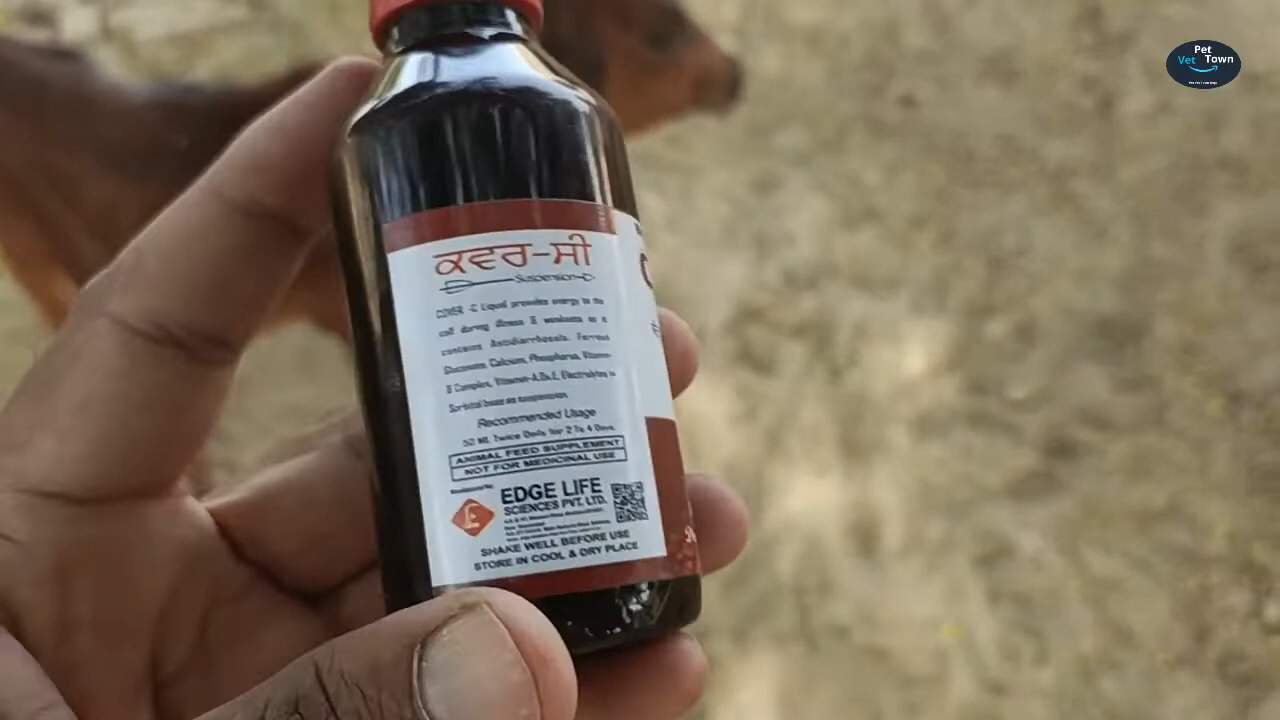 Pet
Vet Town
ਕਵਰ-ਸੀ
Suspension
COVER -C Liquid provides energy to the
calf during illness & weakness as it
contains Antidiarrhoeals, Ferrous
Gluconate, Calcium, Phosphorus, Vitamin-
B Complex, Vitamin-A,D3,E, Electrolytes in
Sorbitol base as suspension.
Recommended Usage
50 Ml. Twice Daily for 2 To 4 Days.
ANIMAL FEED SUPPLEMENT
NOT FOR MEDICINAL USE
EDGE LIFE
SCIENCES PVT. LTD.
SHAKE WELL BEFORE USE
STORE IN COOL & DRY PLACE